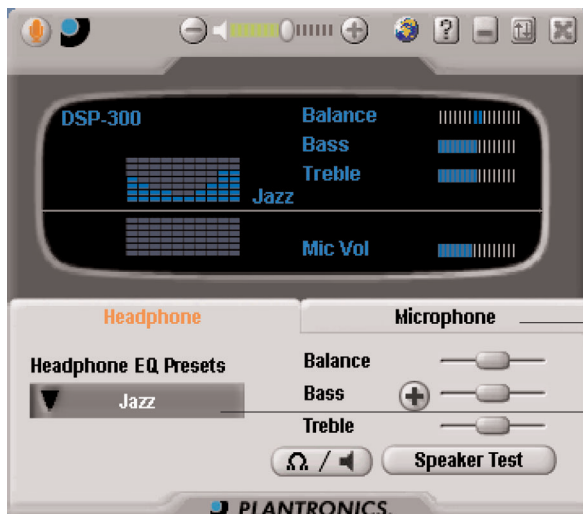 ?
DSP-300
Balance
Bass
Treble
Jazz
Mic Vol
Headphone
Microphone
Headphone EQ Presets
Jazz
Balance
Bass
Treble
Speaker Test
PLANTRONICS.